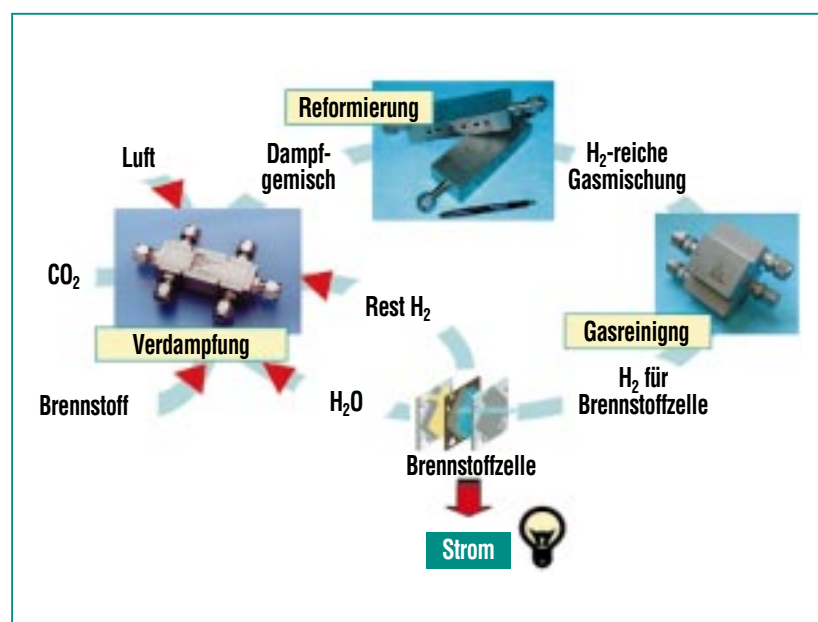 Reformierung
Luft
Dampf-
gemisch
H₂-reiche
Gasmischung
CO₂
Rest H₂
Verdampfung
Gasreinigng
Brennstoff
H₂O
H₂ für
Brennstoffzelle
Brennstoffzelle
Strom